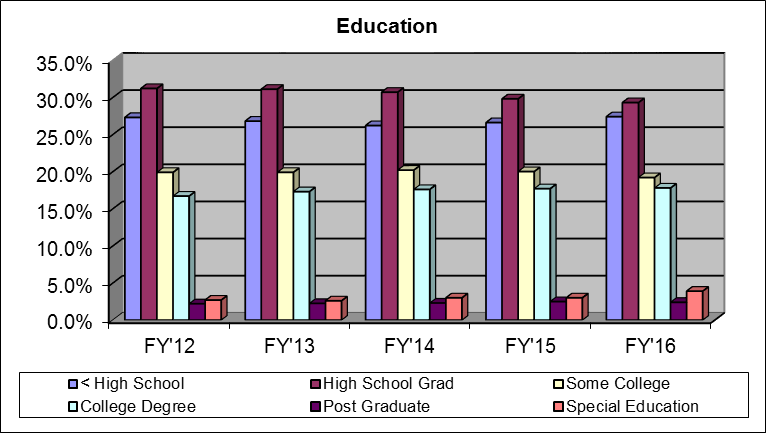 Education
35.0%
30.0%
25.0%
20.0%
15.0%
10.0%
5.0%
0.0%
FY'12 FY'13 FY'14 FY'15 FY'16
< High School High School Grad Some College
College Degree Post Graduate Special Education